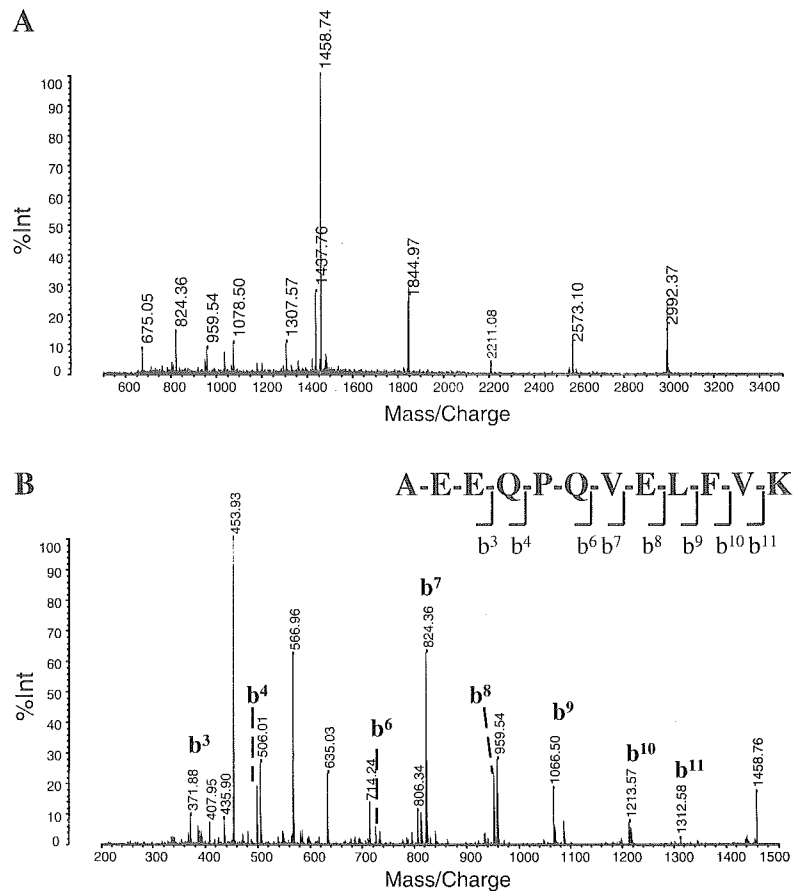 A
%Int
100
90
80
70
60
50
40
30
20
10
0
675.05
824.36
959.54
1078.50
1307.57
1437.76
1458.74
1844.97
2211.08
2573.10
2992.37
600 800 1000 1200 1400 1600 1800 2000 2200 2400 2600 2800 3000 3200 3400
Mass/Charge
B
A-E-E-Q-P-Q-V-E-L-F-V-K
b3 b4 b6 b7 b8 b9 b10 b11
%Int
100
90
80
70
60
50
40
30
20
10
0
b3
371.88
407.95
435.90
453.93
b4
506.01
566.96
635.03
714.24
b6
806.34
b7
824.36
b8
959.54
b9
1066.50
b10
1213.57
b11
1312.58
1458.76
200 300 400 500 600 700 800 900 1000 1100 1200 1300 1400 1500
Mass/Charge